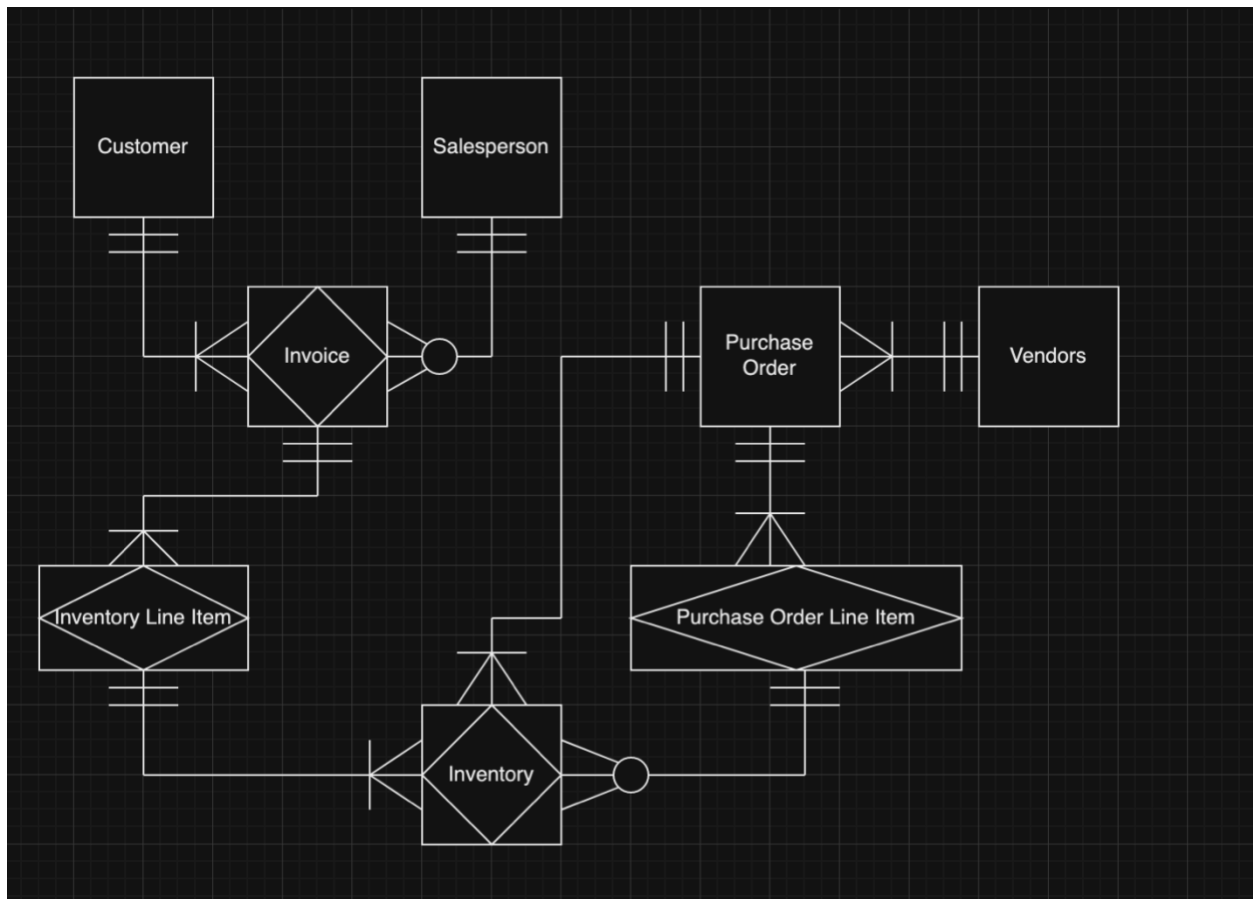 Customer
Salesperson
Invoice
Purchase
Order
Vendors
Inventory Line Item
Purchase Order Line Item
Inventory